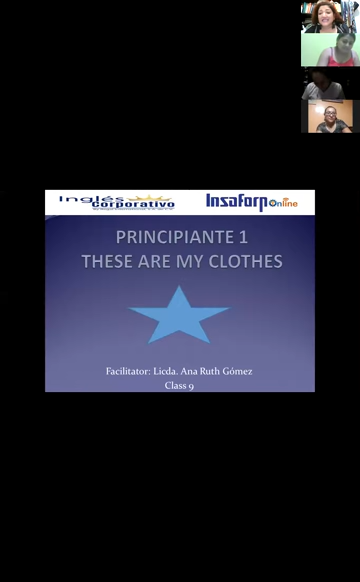 Inglés
corporativo
Insaforp Online
PRINCIPIANTE 1
THESE ARE MY CLOTHES
Facilitator: Licda. Ana Ruth Gómez
Class 9